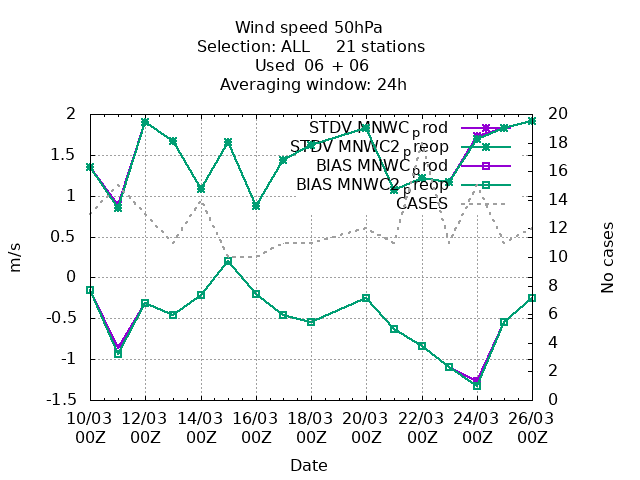 Wind speed 50hPa
Selection: ALL 21 stations
Used 06 + 06
Averaging window: 24h
STDV MNWC_prod
STDV MNWC2_preop
BIAS MNWC_prod
BIAS MNWC2_preop
CASES
2
1.5
1
0.5
0
-0.5
-1
-1.5
m/s
20
18
16
14
12
10
8
6
4
2
0
No cases
10/03 12/03 14/03 16/03 18/03 20/03 22/03 24/03 26/03
00Z 00Z 00Z 00Z 00Z 00Z 00Z 00Z 00Z
Date